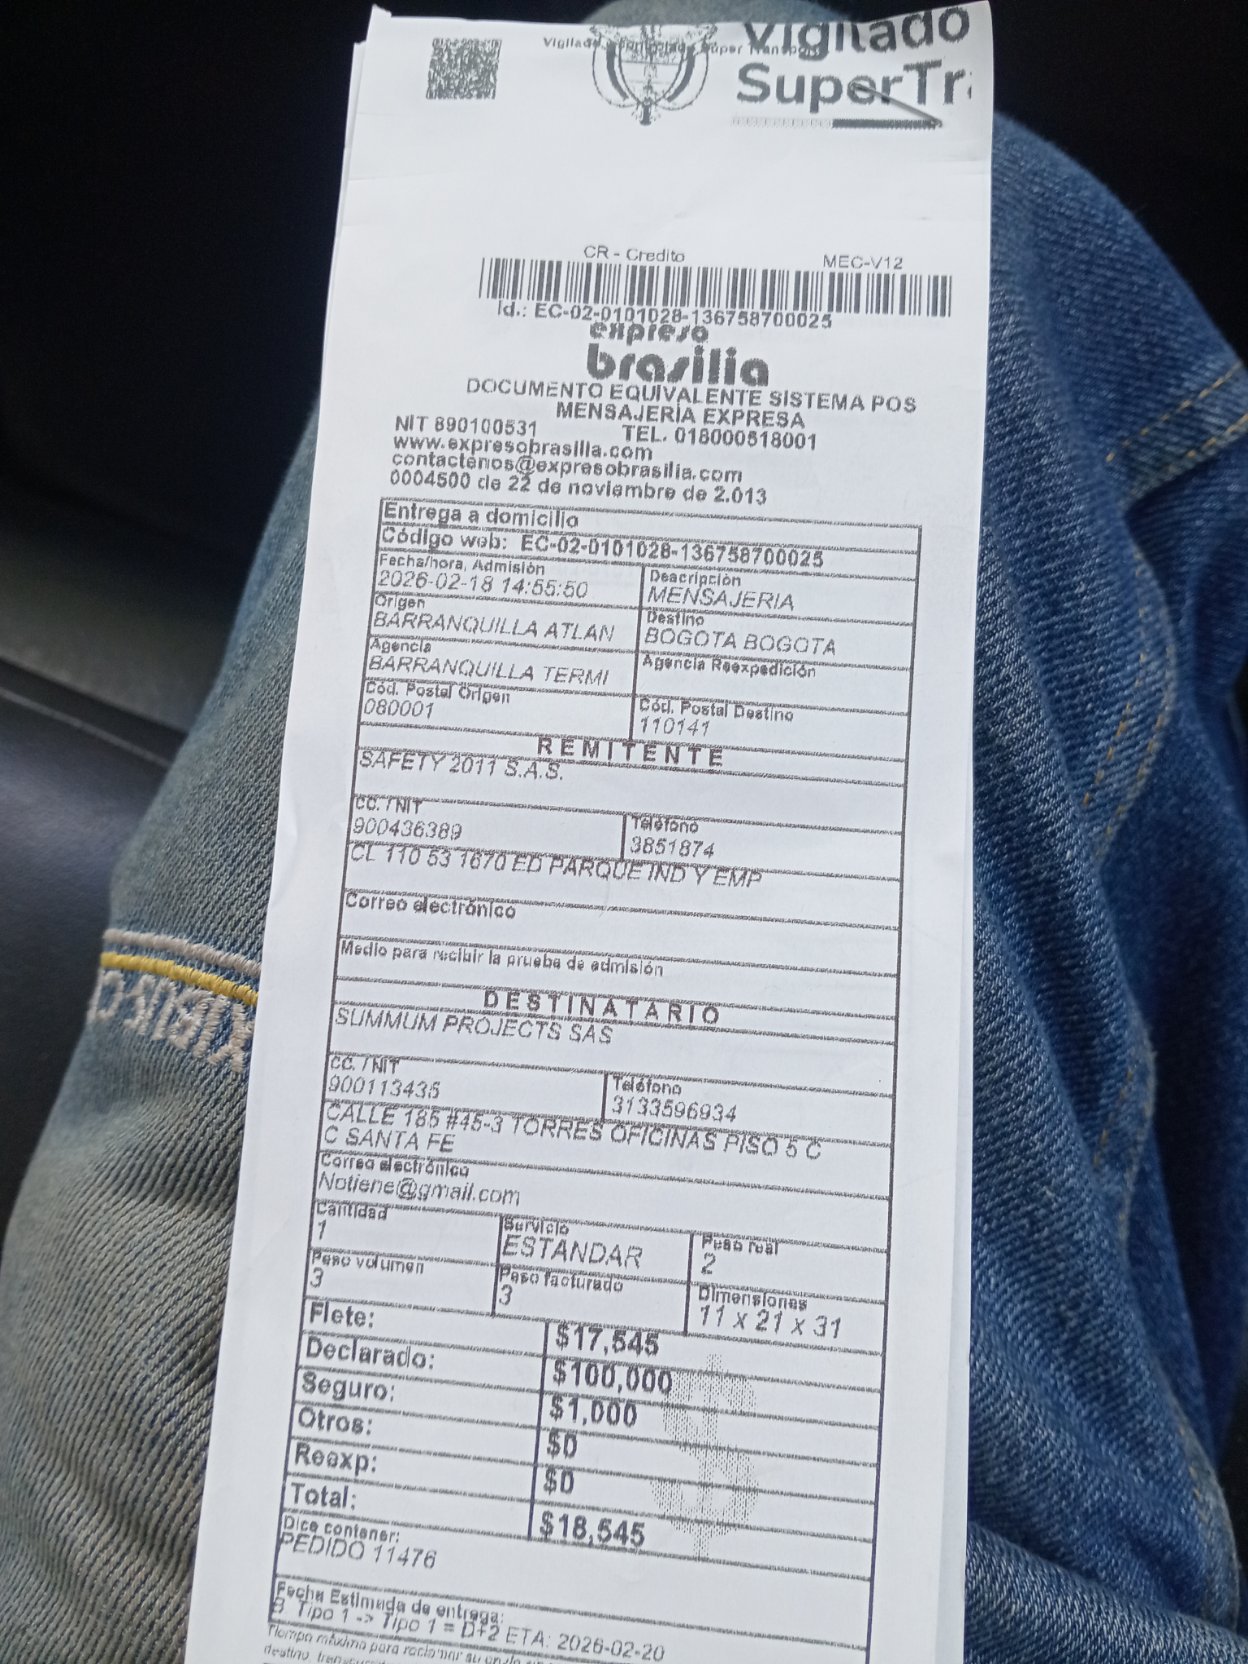 Vigilado
SuperTra
CR - Credito MEC-V12
Id.: EC-02-0101028-136758700025
expreso
brasilia
DOCUMENTO EQUIVALENTE SISTEMA POS
MENSAJERÍA EXPRESA
NIT 890100531 TEL. 018000518001
www.expresobrasilia.com
contactenos@expresobrasilia.com
0004500 de 22 de noviembre de 2.013
Entrega a domicilio
Código web: EC-02-0101028-136758700025
Fecha/hora, Admisión Descripción
2026-02-18 14:55:50 MENSAJERIA
Origen Destino
BARRANQUILLA ATLAN BOGOTA BOGOTA
Agencia Agencia Reexpedición
BARRANQUILLA TERMI
Cód. Postal Origen Cód. Postal Destino
080001 110141
REMITENTE
SAFETY 2011 S.A.S.
CC. / NIT Teléfono
900436389 3851874
CL 110 53 1670 ED PARQUE IND Y EMP
Correo electrónico
Medio para recibir la prueba de admisión
DESTINATARIO
SUMMUM PROJECTS SAS
CC. / NIT Teléfono
900113435 3133596934
CALLE 185 #45-3 TORRES OFICINAS PISO 5 C
C SANTA FE
Correo electrónico
Notiene@gmail.com
Cantidad Servicio Peso real
1 ESTANDAR 2
Peso volumen Peso facturado Dimensiones
3 3 11 x 21 x 31
Flete: $17,545
Declarado: $100,000
Seguro: $1,000
Otros: $0
Reexp: $0
Total: $18,545
Dice contener:
PEDIDO 11476
Fecha Estimada de entrega:
Tipo 1 -> Tipo 1 = D+2 ETA: 2026-02-20
Tiempo máximo para reclamar su envío
destino,